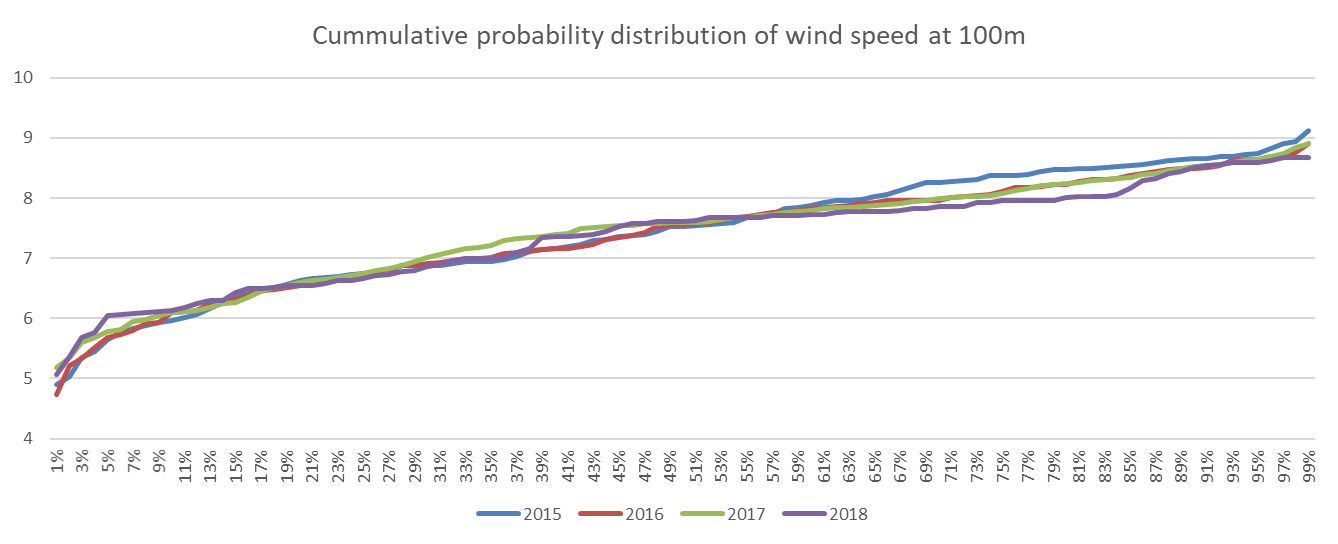 Cummulative probability distribution of wind speed at 100m
10
9
8
7
6
5
4
1% 3% 5% 7% 9% 11% 13% 15% 17% 19% 21% 23% 25% 27% 29% 31% 33% 35% 37% 39% 41% 43% 45% 47% 49% 51% 53% 55% 57% 59% 61% 63% 65% 67% 69% 71% 73% 75% 77% 79% 81% 83% 85% 87% 89% 91% 93% 95% 97% 99%
2015 2016 2017 2018